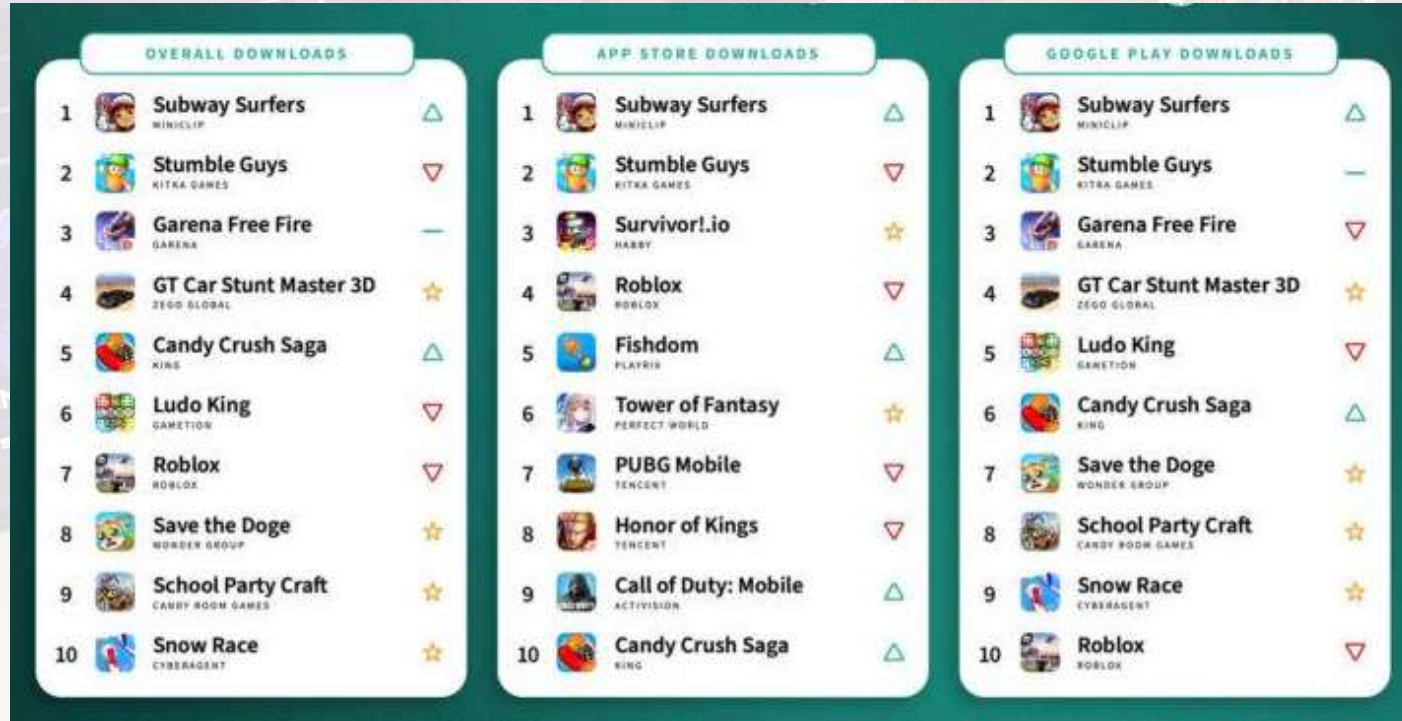 OVERALL DOWNLOADS
1
Subway Surfers
MINICLIP
2
Stumble Guys
KITKA GAMES
3
Garena Free Fire
GARENA
4
GT Car Stunt Master 3D
ZEGO GLOBAL
5
Candy Crush Saga
KING
6
Ludo King
GAMETION
7
Roblox
ROBLOX
8
Save the Doge
WONDER GROUP
9
School Party Craft
CANDY ROOM GAMES
10
Snow Race
CYBERAGENT
APP STORE DOWNLOADS
1
Subway Surfers
MINICLIP
2
Stumble Guys
KITKA GAMES
3
Survivor!.io
HABBY
4
Roblox
ROBLOX
5
Fishdom
PLAYRIX
6
Tower of Fantasy
PERFECT WORLD
7
PUBG Mobile
TENCENT
8
Honor of Kings
TENCENT
9
Call of Duty: Mobile
ACTIVISION
10
Candy Crush Saga
KING
GOOGLE PLAY DOWNLOADS
1
Subway Surfers
MINICLIP
2
Stumble Guys
KITKA GAMES
3
Garena Free Fire
GARENA
4
GT Car Stunt Master 3D
ZEGO GLOBAL
5
Ludo King
GAMETION
6
Candy Crush Saga
KING
7
Save the Doge
WONDER GROUP
8
School Party Craft
CANDY ROOM GAMES
9
Snow Race
CYBERAGENT
10
Roblox
ROBLOX